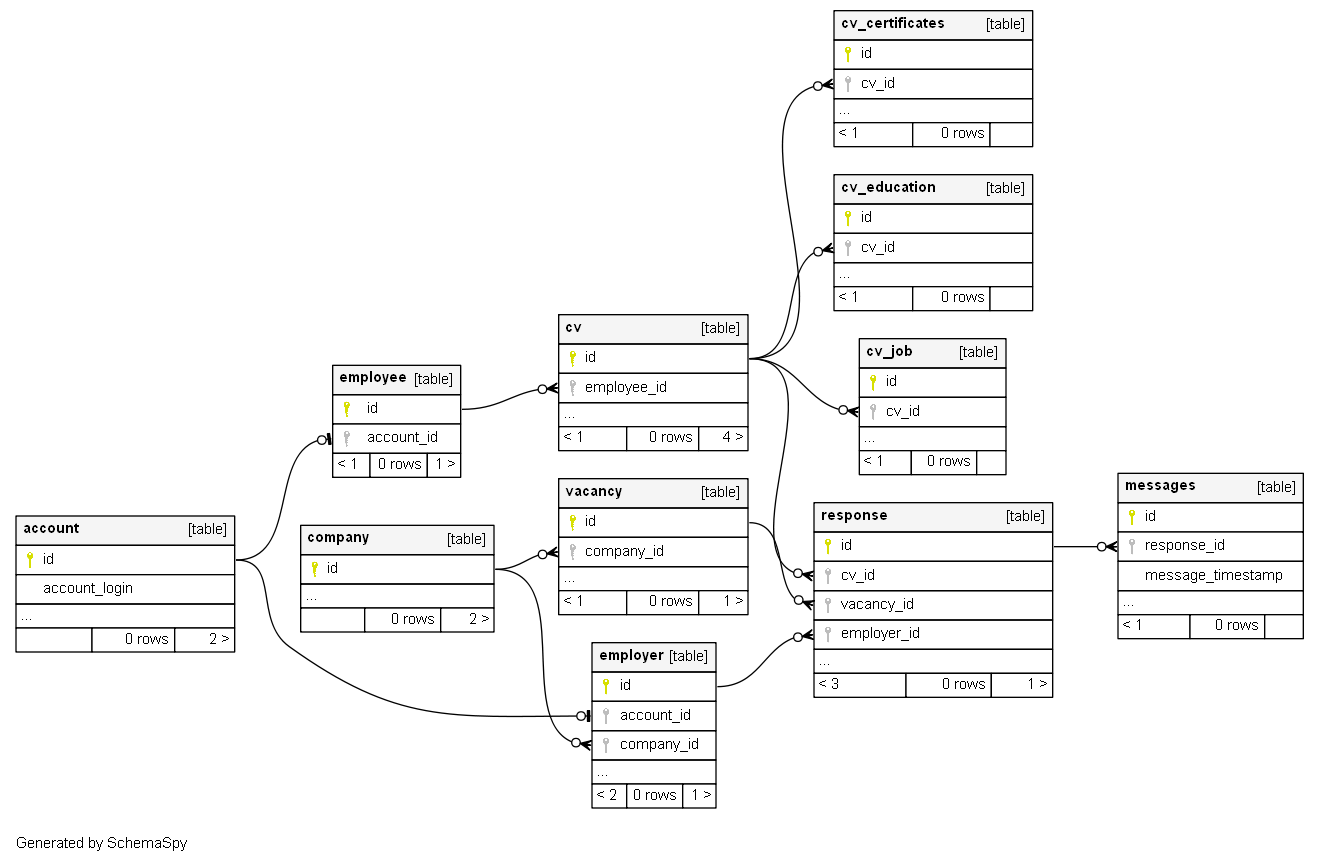 cv_certificates [table]
id
cv_id
...
< 1 0 rows
cv_education [table]
id
cv_id
...
< 1 0 rows
cv [table]
id
employee_id
...
< 1 0 rows 4 >
cv_job [table]
id
cv_id
...
< 1 0 rows
employee [table]
id
account_id
< 1 0 rows 1 >
vacancy [table]
id
company_id
...
< 1 0 rows 1 >
messages [table]
id
response_id
message_timestamp
...
< 1 0 rows
response [table]
id
cv_id
vacancy_id
employer_id
...
< 3 0 rows 1 >
account [table]
id
account_login
...
0 rows 2 >
company [table]
id
...
0 rows 2 >
employer [table]
id
account_id
company_id
...
< 2 0 rows 1 >
Generated by SchemaSpy